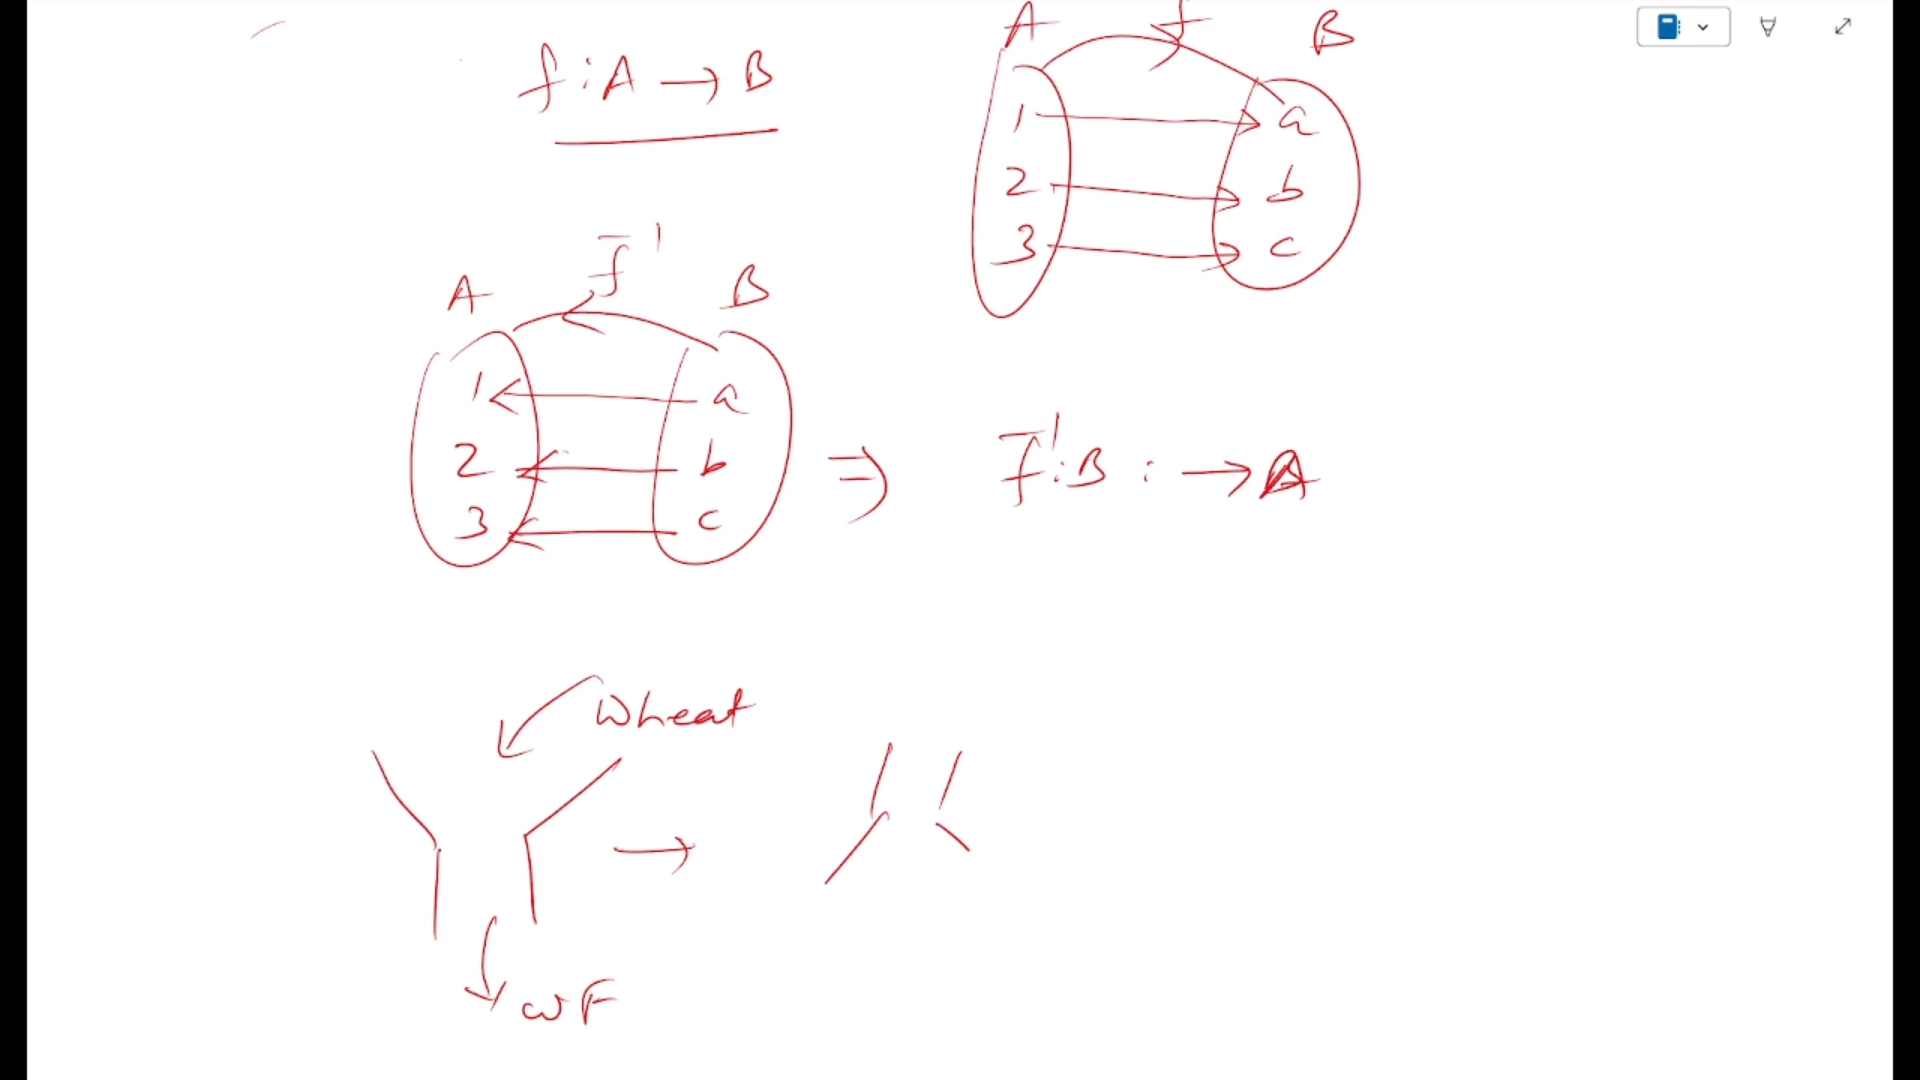 f : A → B
A f B
1 → a
2 → b
3 → c
A f⁻¹ B
1 ← a
2 ← b
3 ← c
⇒ f⁻¹ : B : → A
Wheat
→
WF